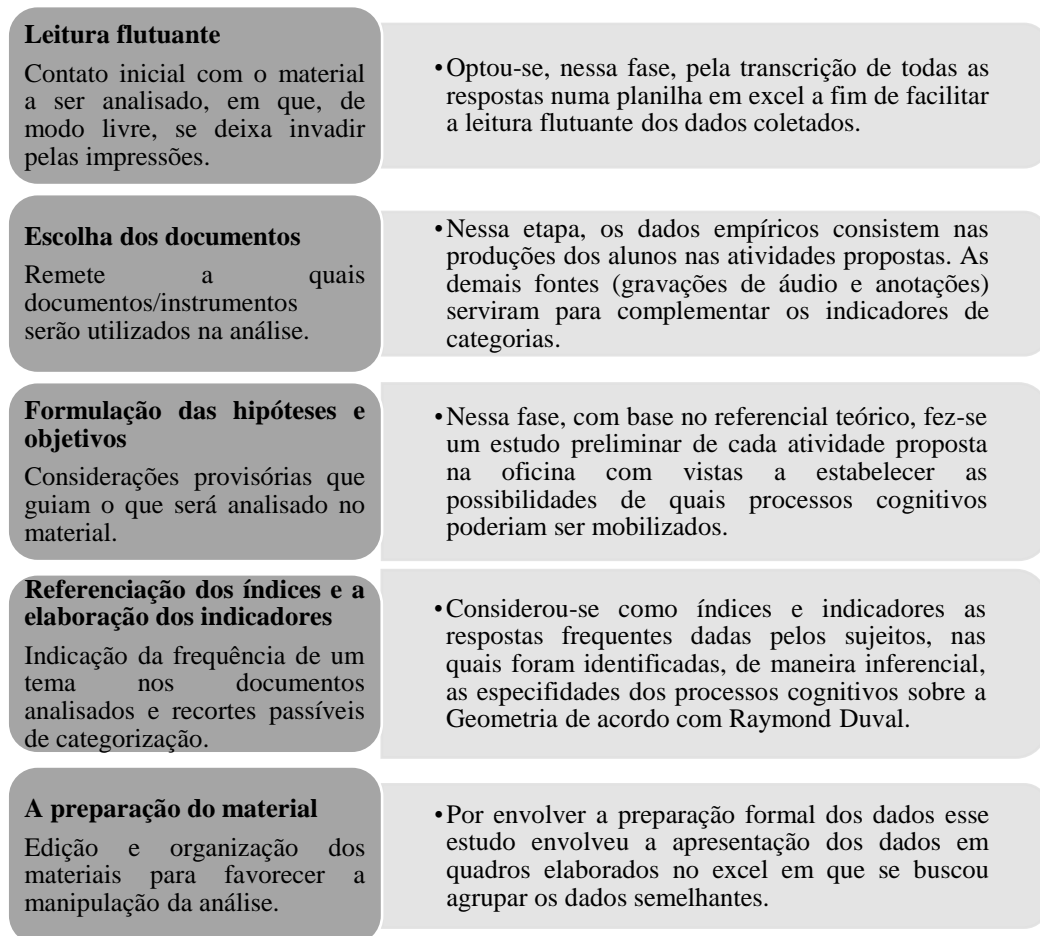 Leitura flutuante
Contato inicial com o material
a ser analisado, em que, de
modo livre, se deixa invadir
pelas impressões.
•Optou-se, nessa fase, pela transcrição de todas as
respostas numa planilha em excel a fim de facilitar
a leitura flutuante dos dados coletados.
Escolha dos documentos
Remete a quais
documentos/instrumentos
serão utilizados na análise.
•Nessa etapa, os dados empíricos consistem nas
produções dos alunos nas atividades propostas. As
demais fontes (gravações de áudio e anotações)
serviram para complementar os indicadores de
categorias.
Formulação das hipóteses e
objetivos
Considerações provisórias que
guiam o que será analisado no
material.
•Nessa fase, com base no referencial teórico, fez-se
um estudo preliminar de cada atividade proposta
na oficina com vistas a estabelecer as
possibilidades de quais processos cognitivos
poderiam ser mobilizados.
Referenciação dos índices e a
elaboração dos indicadores
Indicação da frequência de um
tema nos documentos
analisados e recortes passíveis
de categorização.
•Considerou-se como índices e indicadores as
respostas frequentes dadas pelos sujeitos, nas
quais foram identificadas, de maneira inferencial,
as especifidades dos processos cognitivos sobre a
Geometria de acordo com Raymond Duval.
A preparação do material
Edição e organização dos
materiais para favorecer a
manipulação da análise.
•Por envolver a preparação formal dos dados esse
estudo envolveu a apresentação dos dados em
quadros elaborados no excel em que se buscou
agrupar os dados semelhantes.